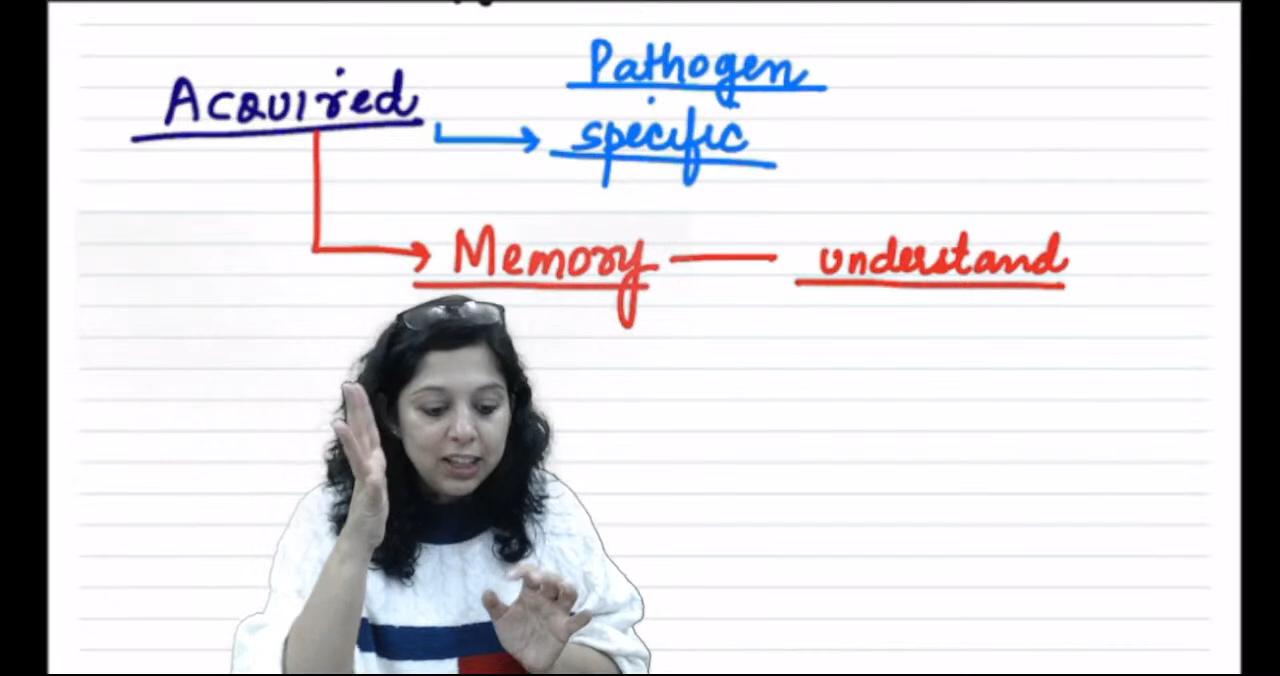 Pathogen
Acquired
specific
Memory understand